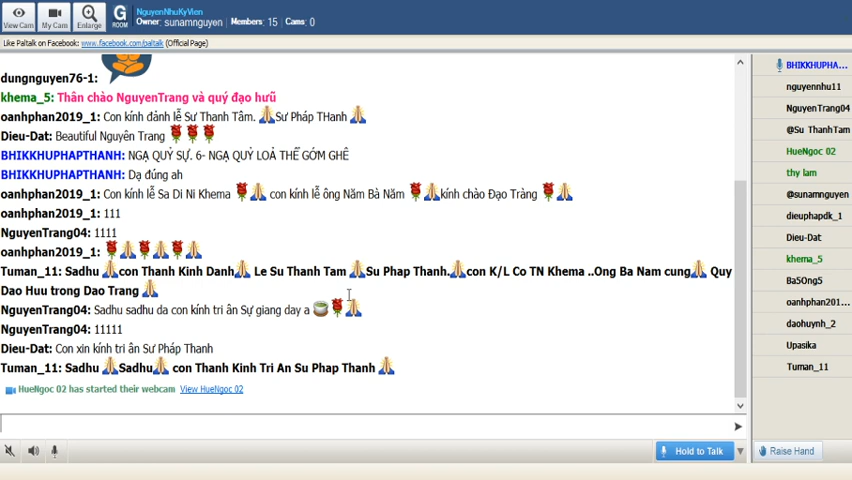 View Cam
My Cam
Enlarge
G
ROOM
NguyenNhuKyVien
Owner: sunamnguyen Members: 15 Cams: 0
Like Paltalk on Facebook: www.facebook.com/paltalk (Official Page)
dungnguyen76-1:
khema_5: Thân chào NguyenTrang và quý đạo hưũ
oanhphan2019_1: Con kính đảnh lễ Sư Thanh Tâm. 🙏Sư Pháp THanh 🙏
Dieu-Dat: Beautiful Nguyên Trang 🌹🌹🌹
BHIKKHUPHAPTHANH: NGẠ QUỶ SỰ. 6- NGẠ QUỶ LOẢ THỂ GỚM GHÊ
BHIKKHUPHAPTHANH: Dạ đúng ah
oanhphan2019_1: Con kính lễ Sa Di Ni Khema 🌹🙏 con kính lễ ông Năm Bà Năm 🌹🙏kính chào Đạo Tràng 🌹🙏
oanhphan2019_1: 111
NguyenTrang04: 1111
oanhphan2019_1: 🌹🙏🌹🙏🌹🙏
Tuman_11: Sadhu 🙏con Thanh Kinh Danh🙏 Le Su Thanh Tam 🙏Su Phap Thanh.🙏con K/L Co TN Khema ..Ong Ba Nam cung🙏 Quy
Dao Huu trong Dao Trang 🙏
NguyenTrang04: Sadhu sadhu da con kính tri ân Sự giang day a 🍵🌹🙏
NguyenTrang04: 11111
Dieu-Dat: Con xin kính tri ân Sư Pháp Thanh
Tuman_11: Sadhu 🙏Sadhu🙏 con Thanh Kinh Tri An Su Phap Thanh 🙏
HueNgoc 02 has started their webcam View HueNgoc 02
Hold to Talk
BHIKKHUPHA...
nguyennhu11
NguyenTrang04
@Su ThanhTam
HueNgoc 02
thy lam
@sunamnguyen
dieuphapdk_1
Dieu-Dat
khema_5
Ba5Ong5
oanhphan201...
daohuynh_2
Upasika
Tuman_11
Raise Hand